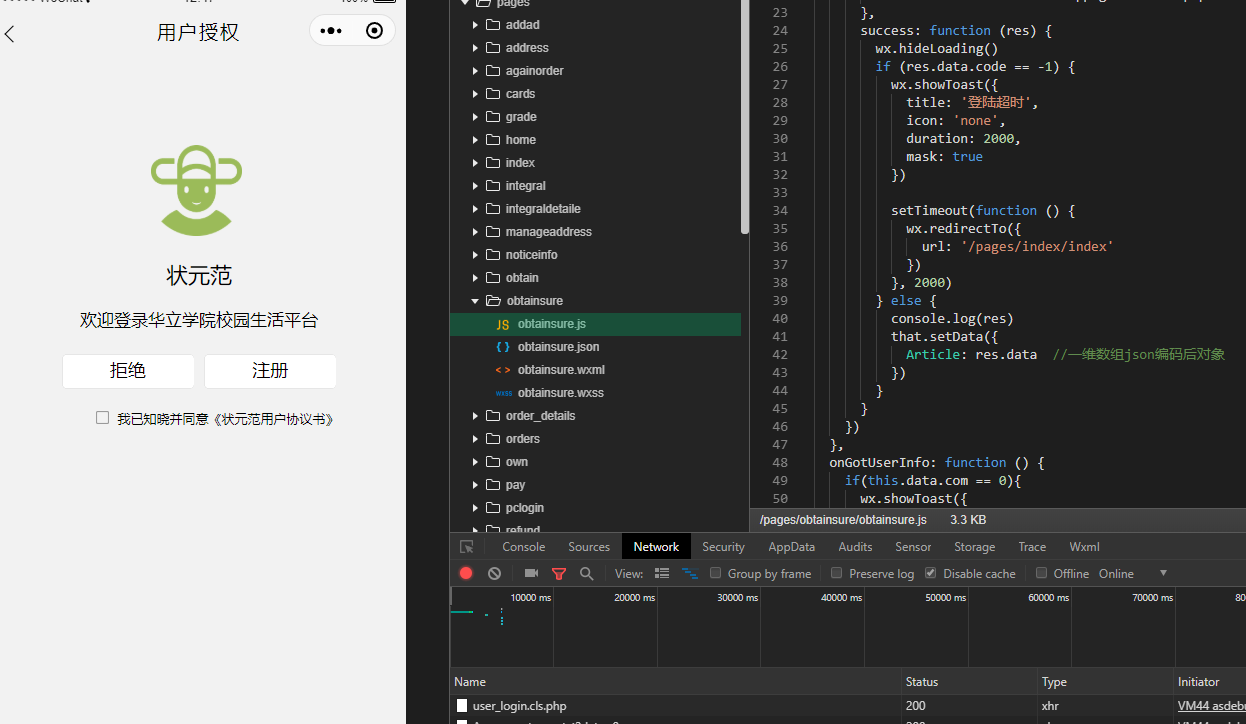 用户授权
状元范
欢迎登录华立学院校园生活平台
拒绝
注册
我已知晓并同意《状元范用户协议书》
pages
addad
address
againorder
cards
grade
home
index
integral
integraldetaile
manageaddress
noticeinfo
obtain
obtainsure
JS obtainsure.js
{ } obtainsure.json
< > obtainsure.wxml
wxss obtainsure.wxss
order_details
orders
own
pay
pclogin
refund
23 },
24 success: function (res) {
25 wx.hideLoading()
26 if (res.data.code == -1) {
27 wx.showToast({
28 title: '登陆超时',
29 icon: 'none',
30 duration: 2000,
31 mask: true
32 })
33
34 setTimeout(function () {
35 wx.redirectTo({
36 url: '/pages/index/index'
37 })
38 }, 2000)
39 } else {
40 console.log(res)
41 that.setData({
42 Article: res.data //一维数组json编码后对象
43 })
44 }
45 }
46 })
47 },
48 onGotUserInfo: function () {
49 if(this.data.com == 0){
50 wx.showToast({
/pages/obtainsure/obtainsure.js 3.3 KB
Console Sources Network Security AppData Audits Sensor Storage Trace Wxml
View: Group by frame Preserve log Disable cache Offline Online
10000 ms 20000 ms 30000 ms 40000 ms 50000 ms 60000 ms 70000 ms 80
Name Status Type Initiator
user_login.cls.php 200 xhr VM44 asdebu